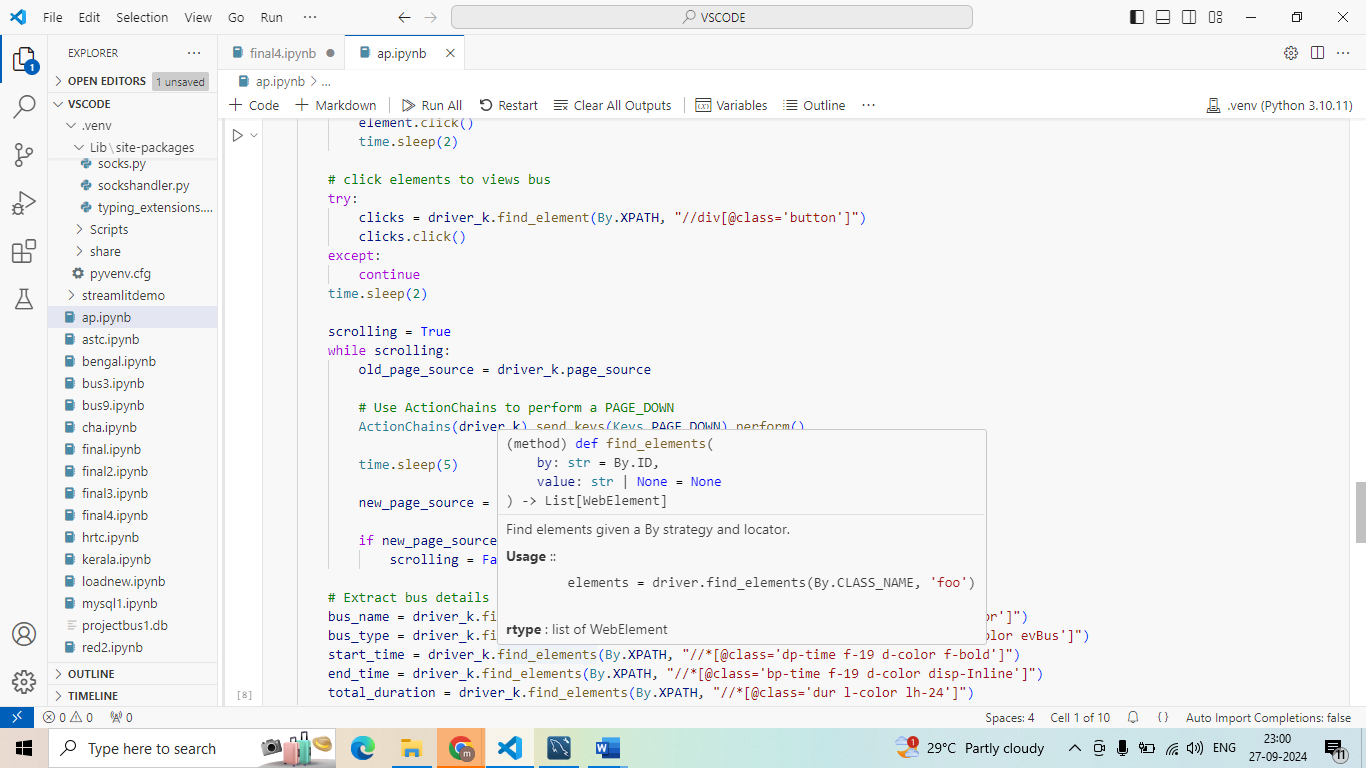 File Edit Selection View Go Run ··· VSCODE
EXPLORER ···
final4.ipynb ap.ipynb
OPEN EDITORS 1 unsaved
ap.ipynb > ...
VSCODE
Code Markdown Run All Restart Clear All Outputs Variables Outline ··· .venv (Python 3.10.11)
.venv
Lib\site-packages
socks.py
sockshandler.py
typing_extensions....
Scripts
share
pyvenv.cfg
streamlitdemo
ap.ipynb
astc.ipynb
bengal.ipynb
bus3.ipynb
bus9.ipynb
cha.ipynb
final.ipynb
final2.ipynb
final3.ipynb
final4.ipynb
hrtc.ipynb
kerala.ipynb
loadnew.ipynb
mysql1.ipynb
projectbus1.db
red2.ipynb
OUTLINE
TIMELINE
1
element.click()
time.sleep(2)
# click elements to views bus
try:
clicks = driver_k.find_element(By.XPATH, "//div[@class='button']")
clicks.click()
except:
continue
time.sleep(2)
scrolling = True
while scrolling:
old_page_source = driver_k.page_source
# Use ActionChains to perform a PAGE_DOWN
ActionChains(driver_k).send_keys(Keys.PAGE_DOWN).perform()
time.sleep(5)
new_page_source =
if new_page_source
scrolling = Fa
# Extract bus details
bus_name = driver_k.fi or']")
bus_type = driver_k.fi olor evBus']")
start_time = driver_k.find_elements(By.XPATH, "//*[@class='dp-time f-19 d-color f-bold']")
end_time = driver_k.find_elements(By.XPATH, "//*[@class='bp-time f-19 d-color disp-Inline']")
total_duration = driver_k.find_elements(By.XPATH, "//*[@class='dur l-color lh-24']")
[8]
(method) def find_elements(
by: str = By.ID,
value: str | None = None
) -> List[WebElement]
Find elements given a By strategy and locator.
Usage ::
elements = driver.find_elements(By.CLASS_NAME, 'foo')
rtype : list of WebElement
0 0 0 Spaces: 4 Cell 1 of 10 {} Auto Import Completions: false
Type here to search
1 29°C Partly cloudy ENG 23:00
27-09-2024 11